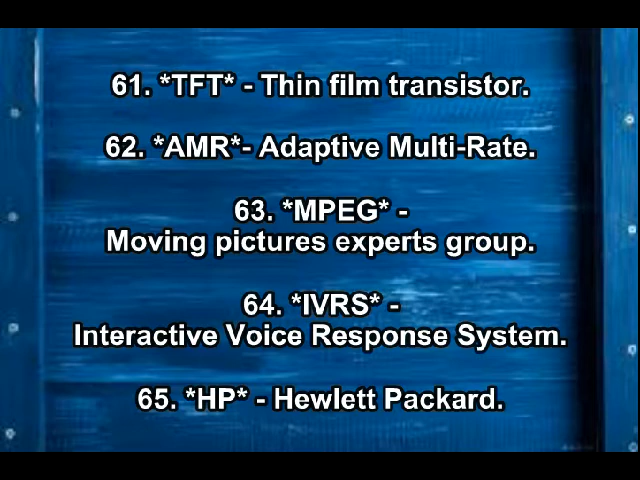 61. *TFT* - Thin film transistor.
62. *AMR*- Adaptive Multi-Rate.
63. *MPEG* -
Moving pictures experts group.
64. *IVRS* -
Interactive Voice Response System.
65. *HP* - Hewlett Packard.